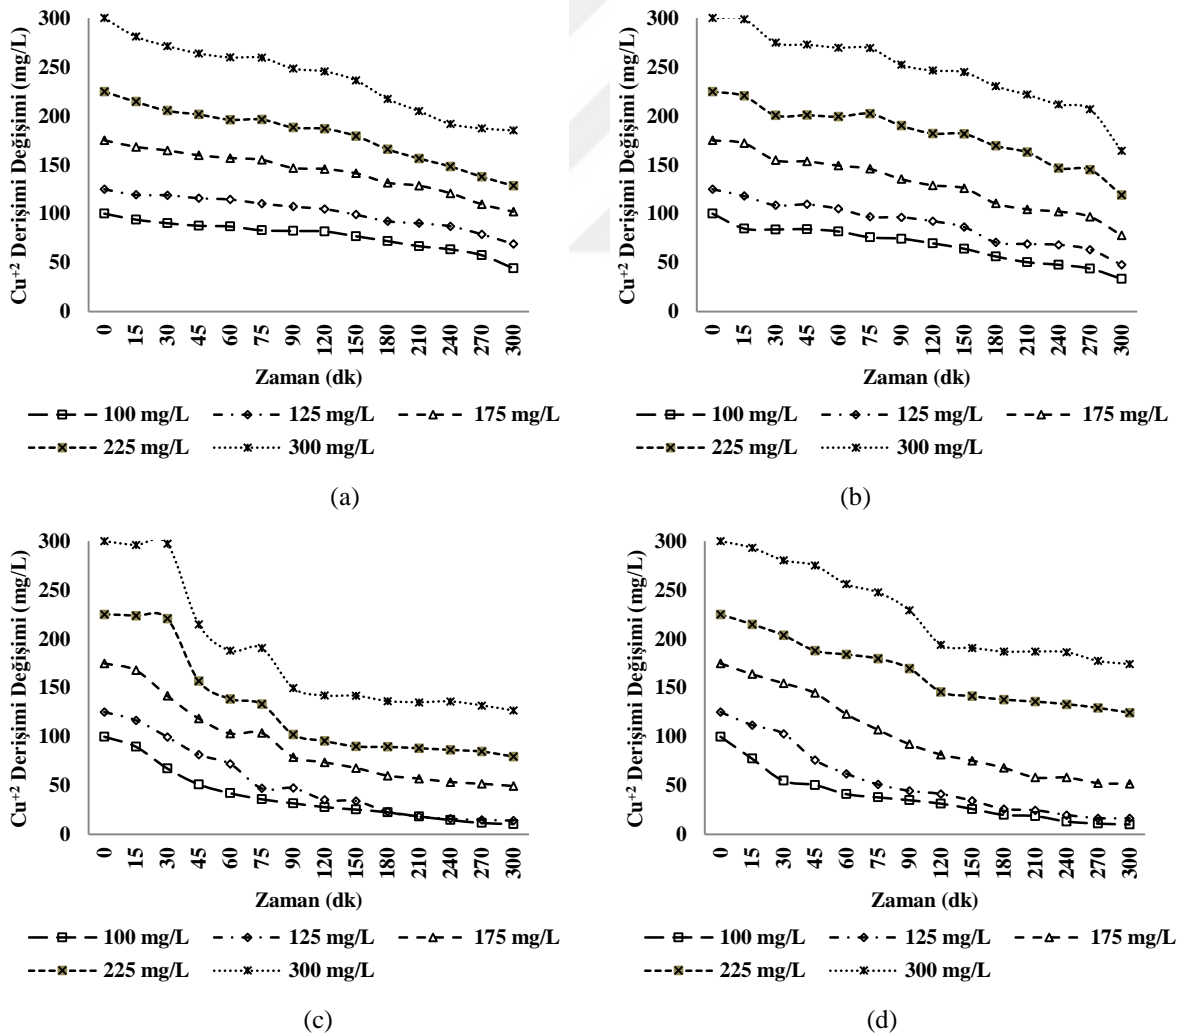 Cu⁺² Derişimi Değişimi (mg/L)
300
250
200
150
100
50
0
0 15 30 45 60 75 90 120 150 180 210 240 270 300
Zaman (dk)
100 mg/L 125 mg/L 175 mg/L
225 mg/L 300 mg/L
(a)
Cu⁺² Derişimi Değişimi (mg/L)
300
250
200
150
100
50
0
0 15 30 45 60 75 90 120 150 180 210 240 270 300
Zaman (dk)
100 mg/L 125 mg/L 175 mg/L
225 mg/L 300 mg/L
(b)
Cu⁺² Derişimi Değişimi (mg/L)
300
250
200
150
100
50
0
0 15 30 45 60 75 90 120 150 180 210 240 270 300
Zaman (dk)
100 mg/L 125 mg/L 175 mg/L
225 mg/L 300 mg/L
(c)
Cu⁺² Derişimi Değişimi (mg/L)
300
250
200
150
100
50
0
0 15 30 45 60 75 90 120 150 180 210 240 270 300
Zaman (dk)
100 mg/L 125 mg/L 175 mg/L
225 mg/L 300 mg/L
(d)